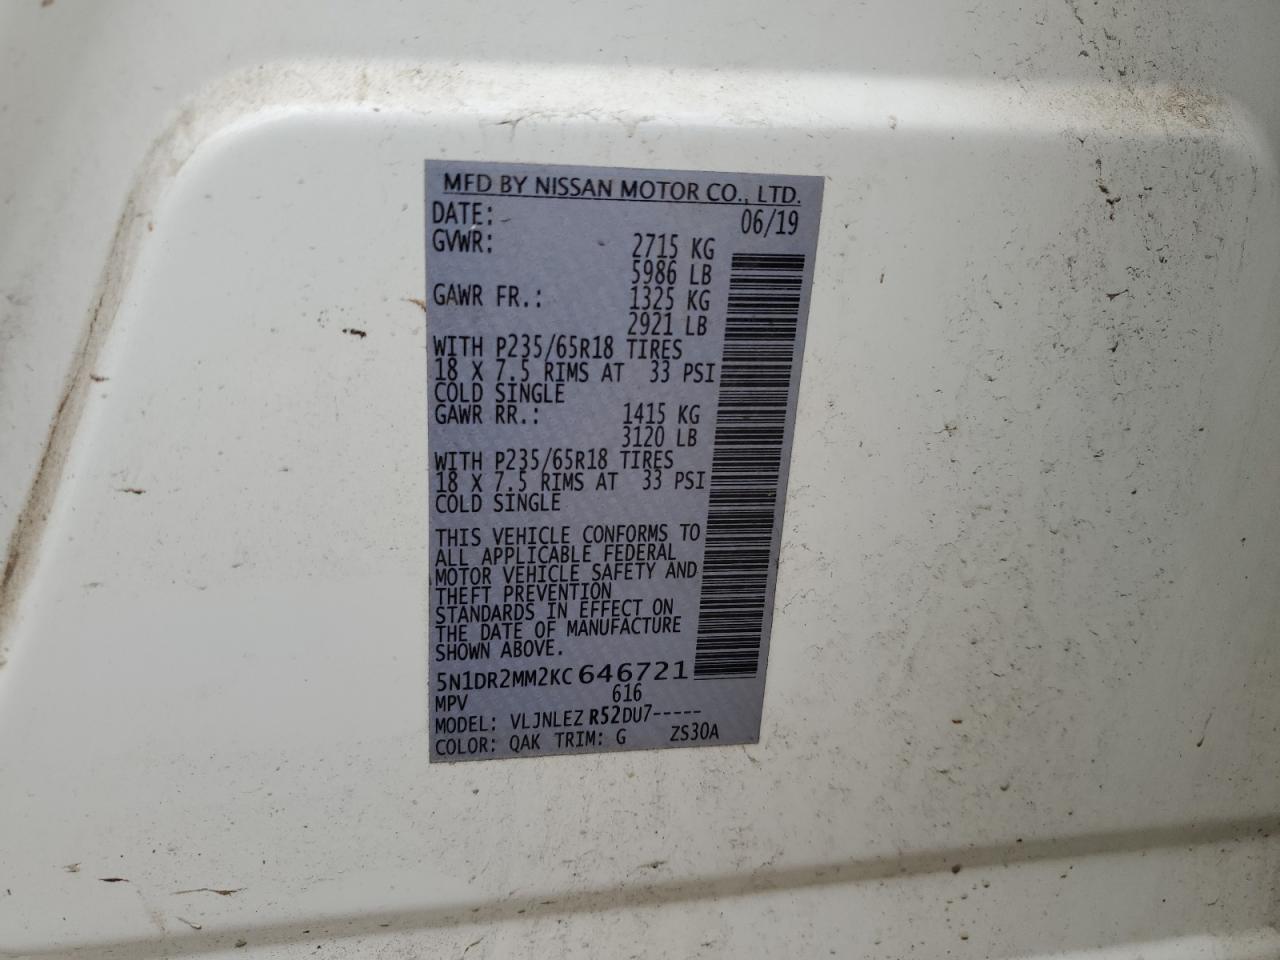 MFD BY NISSAN MOTOR CO., LTD.
DATE: 06/19
GVWR: 2715 KG
5986 LB
GAWR FR.: 1325 KG
2921 LB
WITH P235/65R18 TIRES
18 X 7.5 RIMS AT 33 PSI
COLD SINGLE
GAWR RR.: 1415 KG
3120 LB
WITH P235/65R18 TIRES
18 X 7.5 RIMS AT 33 PSI
COLD SINGLE
THIS VEHICLE CONFORMS TO
ALL APPLICABLE FEDERAL
MOTOR VEHICLE SAFETY AND
THEFT PREVENTION
STANDARDS IN EFFECT ON
THE DATE OF MANUFACTURE
SHOWN ABOVE.
5N1DR2MM2KC646721
MPV 616
MODEL: VLJNLEZ R52DU7-----
COLOR: QAK TRIM: G ZS30A